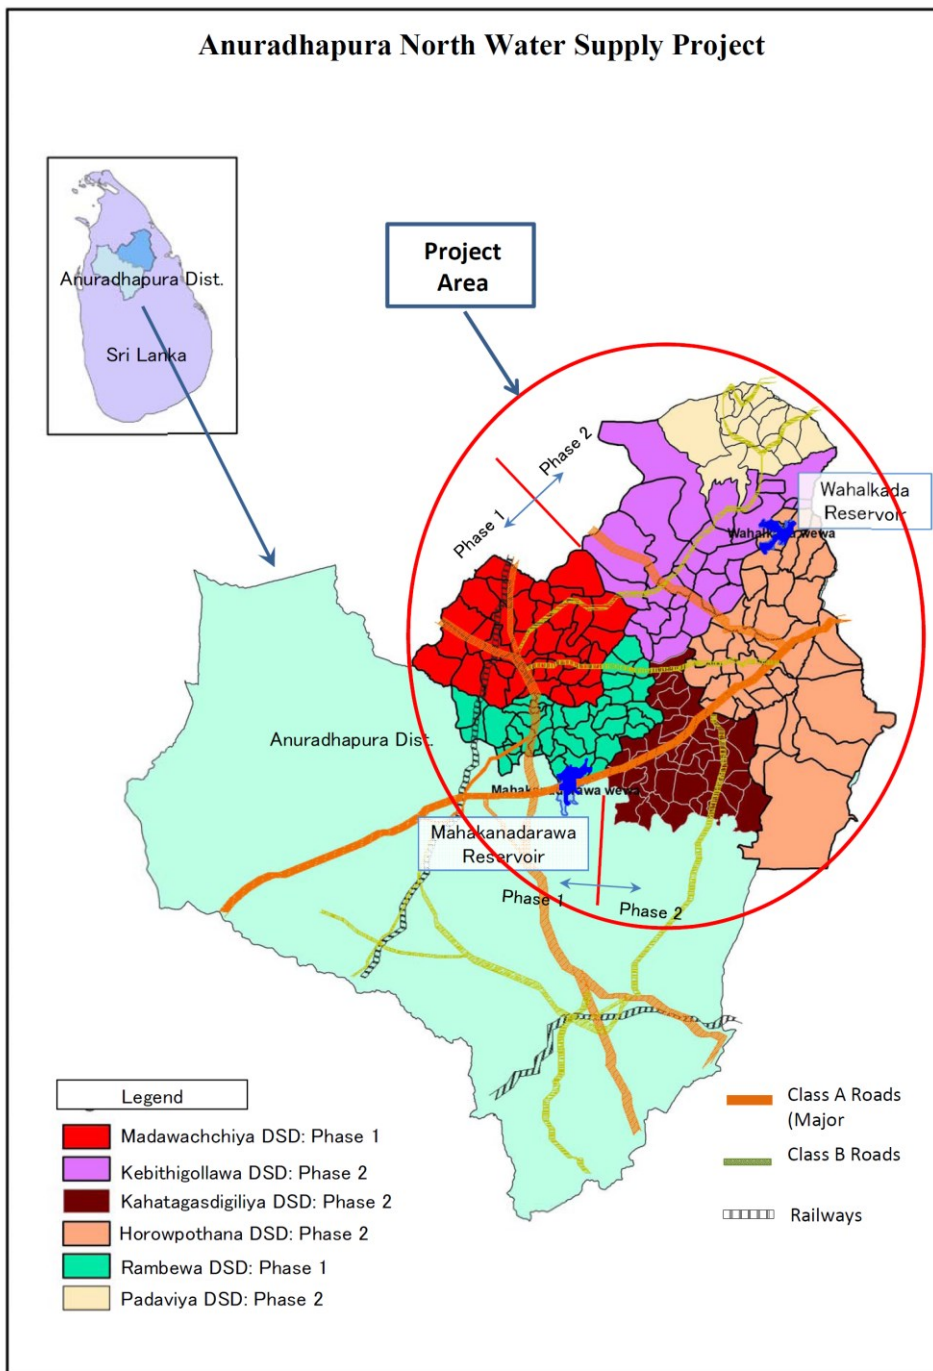 Anuradhapura North Water Supply Project
Anuradhapura Dist.
Sri Lanka
Project
Area
Phase 1
Phase 2
Wahalkada
Reservoir
wewa
Anuradhapura Dist.
wewa
Mahakanadarawa
Reservoir
Phase 1
Phase 2
Legend
Madawachchiya DSD: Phase 1
Kebithigollawa DSD: Phase 2
Kahatagasdigiliya DSD: Phase 2
Horowpothana DSD: Phase 2
Rambewa DSD: Phase 1
Padaviya DSD: Phase 2
Class A Roads
(Major
Class B Roads
Railways